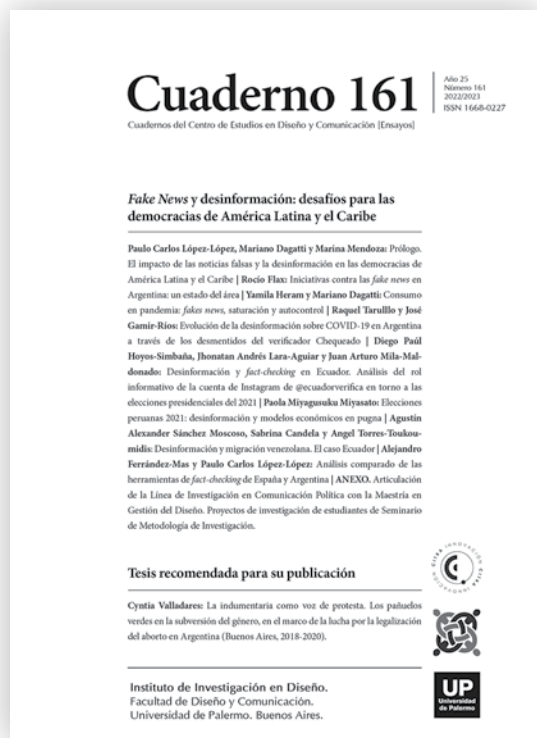 Cuaderno 161
Año 25
Número 161
2022/2023
ISSN 1668-0227
Cuadernos del Centro de Estudios en Diseño y Comunicación [Ensayos]
Fake News y desinformación: desafíos para las
democracias de América Latina y el Caribe
Paulo Carlos López-López, Mariano Dagatti y Marina Mendoza: Prólogo.
El impacto de las noticias falsas y la desinformación en las democracias de
América Latina y el Caribe | Rocío Flax: Iniciativas contra las fake news en
Argentina: un estado del área | Yamila Heram y Mariano Dagatti: Consumo
en pandemia: fakes news, saturación y autocontrol | Raquel Tarulllo y José
Gamir-Ríos: Evolución de la desinformación sobre COVID-19 en Argentina
a través de los desmentidos del verificador Chequeado | Diego Paúl
Hoyos-Simbaña, Jhonatan Andrés Lara-Aguiar y Juan Arturo Mila-Mal-
donado: Desinformación y fact-checking en Ecuador. Análisis del rol
informativo de la cuenta de Instagram de @ecuadorverifica en torno a las
elecciones presidenciales del 2021 | Paola Miyagusuku Miyasato: Elecciones
peruanas 2021: desinformación y modelos económicos en pugna | Agustín
Alexander Sánchez Moscoso, Sabrina Candela y Angel Torres-Toukou-
midis: Desinformación y migración venezolana. El caso Ecuador | Alejandro
Ferrández-Mas y Paulo Carlos López-López: Análisis comparado de las
herramientas de fact-checking de España y Argentina | ANEXO. Articulación
de la Línea de Investigación en Comunicación Política con la Maestría en
Gestión del Diseño. Proyectos de investigación de estudiantes de Seminario
de Metodología de Investigación.
Tesis recomendada para su publicación
Cyntia Valladares: La indumentaria como voz de protesta. Los pañuelos
verdes en la subversión del género, en el marco de la lucha por la legalización
del aborto en Argentina (Buenos Aires, 2018-2020).
Instituto de Investigación en Diseño.
Facultad de Diseño y Comunicación.
Universidad de Palermo. Buenos Aires.
UP
Universidad
de Palermo